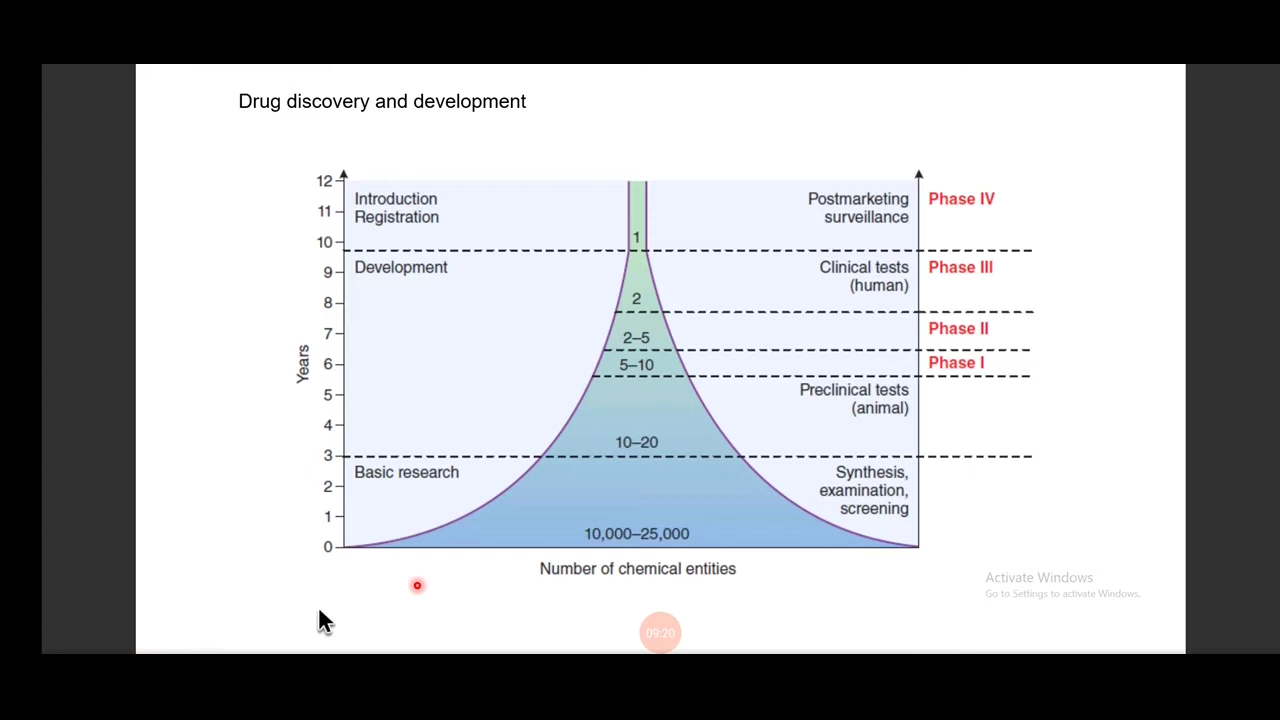 Drug discovery and development
12
11
10
9
8
7
6
5
4
3
2
1
0
Years
Introduction
Registration
Development
Basic research
1
2
2–5
5–10
10–20
10,000–25,000
Postmarketing
surveillance
Clinical tests
(human)
Preclinical tests
(animal)
Synthesis,
examination,
screening
Phase IV
Phase III
Phase II
Phase I
Number of chemical entities
Activate Windows
Go to Settings to activate Windows.
09:20